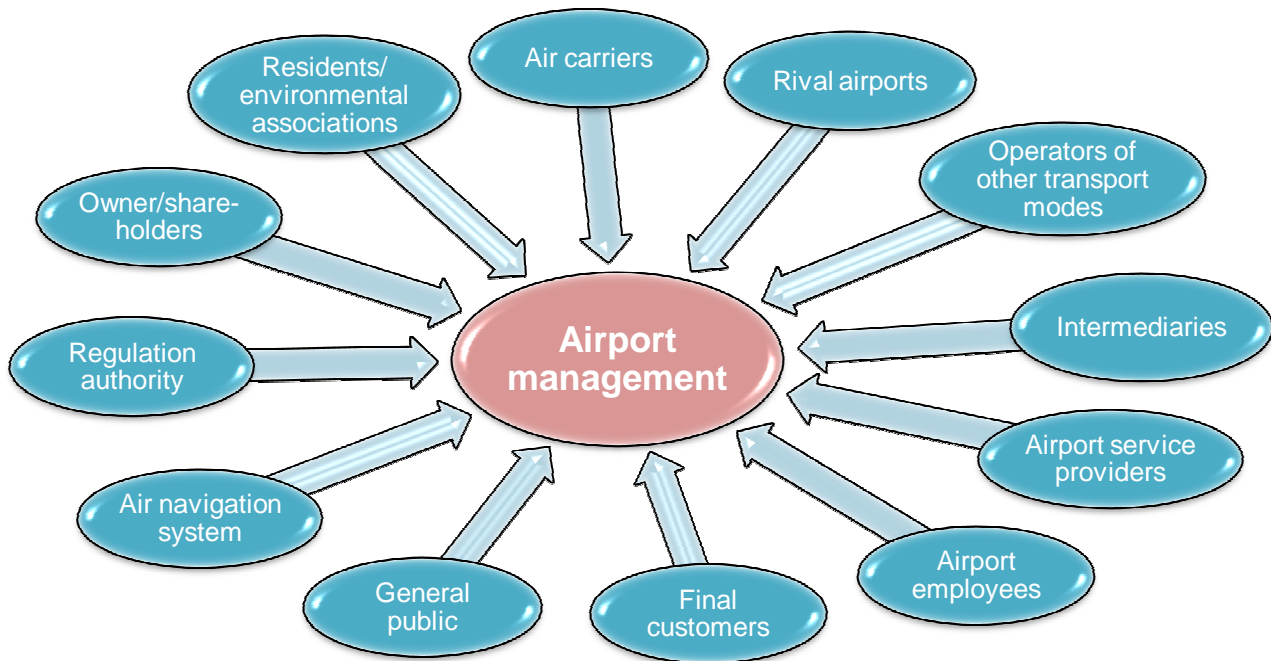 Air carriers
Rival airports
Operators of
other transport
modes
Intermediaries
Airport service
providers
Airport
employees
Final
customers
General
public
Air navigation
system
Regulation
authority
Owner/share-
holders
Residents/
environmental
associations
Airport
management